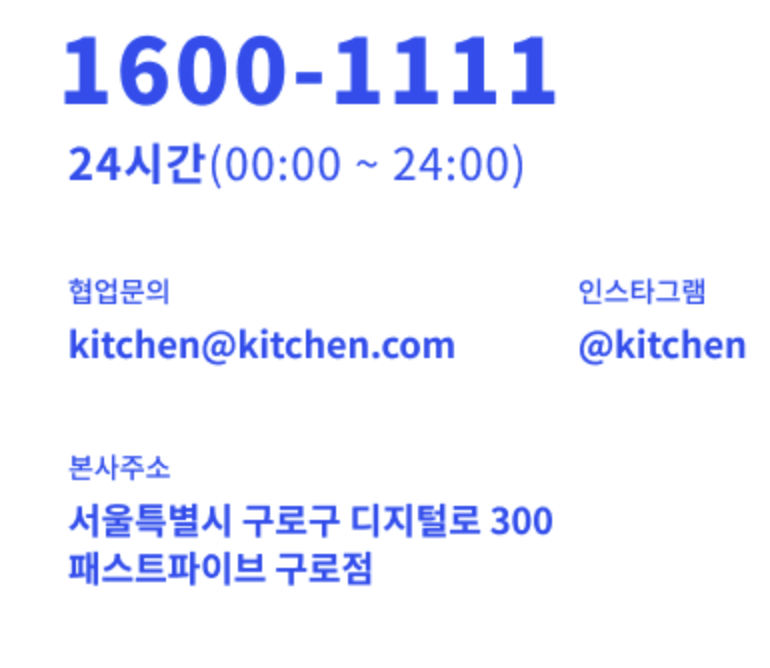 1600-1111
24시간(00:00 ~ 24:00)
협업문의
kitchen@kitchen.com
인스타그램
@kitchen
본사주소
서울특별시 구로구 디지털로 300
패스트파이브 구로점